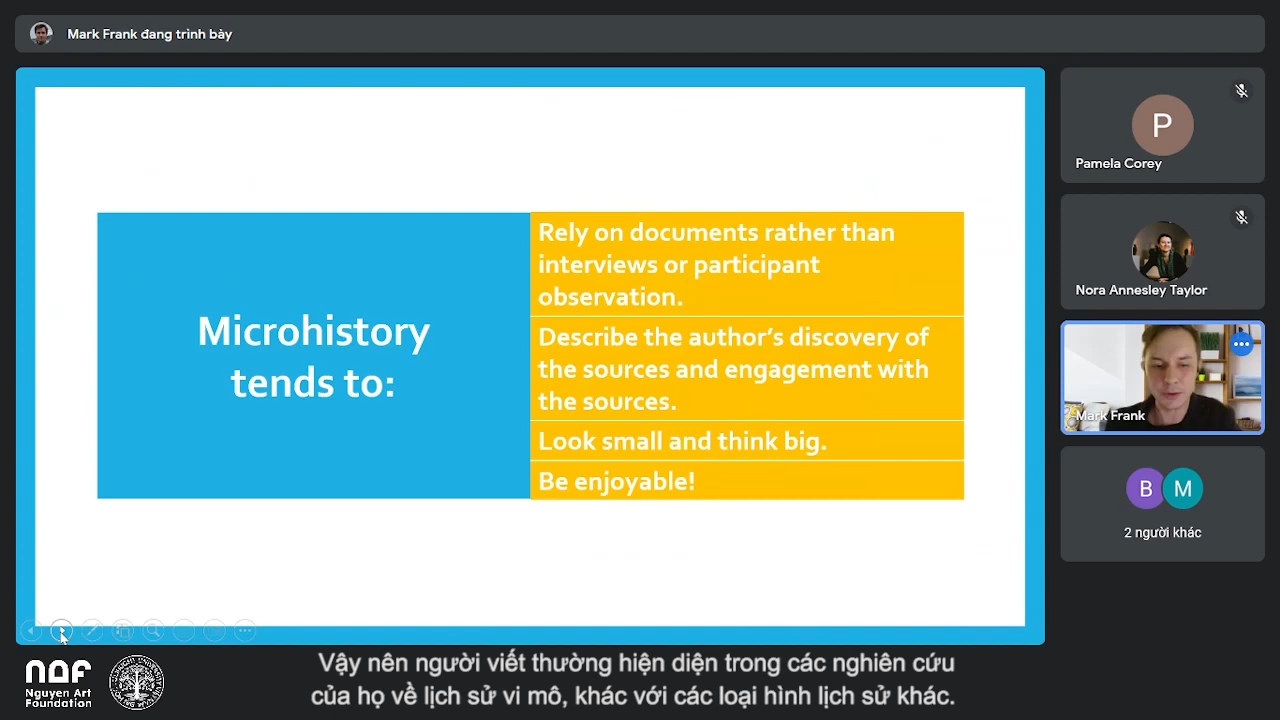 Mark Frank đang trình bày
Microhistory
tends to:
Rely on documents rather than
interviews or participant
observation.
Describe the author's discovery of
the sources and engagement with
the sources.
Look small and think big.
Be enjoyable!
P
Pamela Corey
Nora Annesley Taylor
Mark Frank
B
M
2 người khác
NAF
Nguyen Art
Foundation
Vậy nên người viết thường hiện diện trong các nghiên cứu
của họ về lịch sử vi mô, khác với các loại hình lịch sử khác.